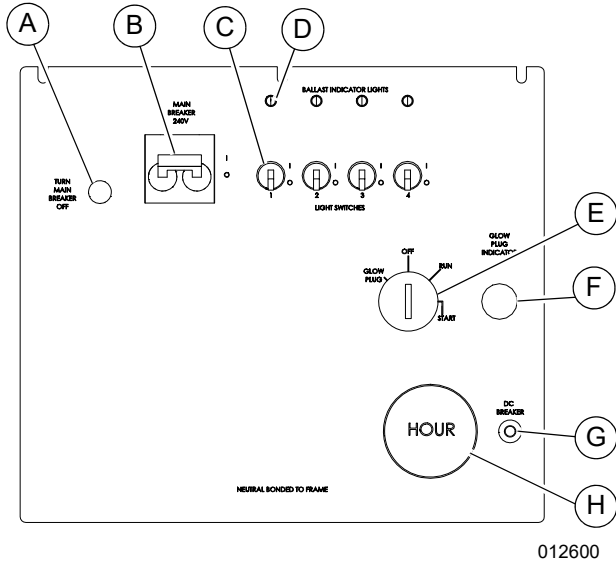 A
B
C
D
BALLAST INDICATOR LIGHTS
MAIN
BREAKER
240V
I
O
TURN
MAIN
BREAKER
OFF
I
O
I
O
I
O
I
O
1 2 3 4
LIGHT SWITCHES
E
OFF
GLOW
PLUG
RUN
START
GLOW
PLUG
INDICATOR
F
HOUR
DC
BREAKER
G
H
NEUTRAL BONDED TO FRAME
012600